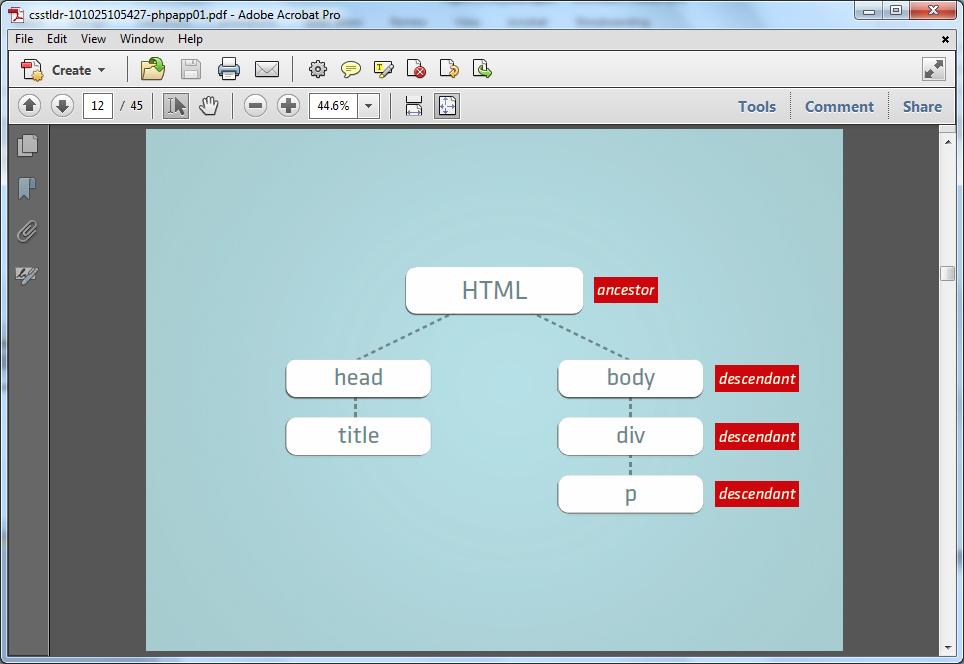 csstldr-101025105427-phpapp01.pdf - Adobe Acrobat Pro
File Edit View Window Help
Create
12 / 45 44.6% Tools Comment Share
HTML ancestor
head body descendant
title div descendant
p descendant